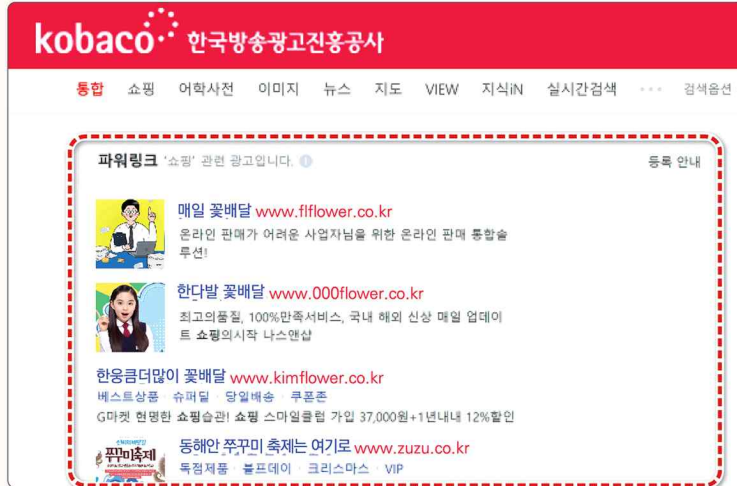 kobaco 한국방송광고진흥공사
통합 쇼핑 어학사전 이미지 뉴스 지도 VIEW 지식iN 실시간검색 ••• 검색옵션
파워링크 '쇼핑' 관련 광고입니다. 등록 안내
매일 꽃배달 www.flflower.co.kr
온라인 판매가 어려운 사업자님을 위한 온라인 판매 통합솔
루션!
한다발 꽃배달 www.000flower.co.kr
최고의품질, 100%만족서비스, 국내 해외 신상 매일 업데이
트 쇼핑의시작 나스앤샵
한웅큼더많이 꽃배달 www.kimflower.co.kr
베스트상품 · 슈퍼딜 · 당일배송 · 쿠폰존
G마켓 현명한 쇼핑습관! 쇼핑 스마일클럽 가입 37,000원+1년내내 12%할인
동해안 쭈꾸미 축제는 여기로 www.zuzu.co.kr
쭈꾸미축제
독점제품 · 블프데이 · 크리스마스 · VIP